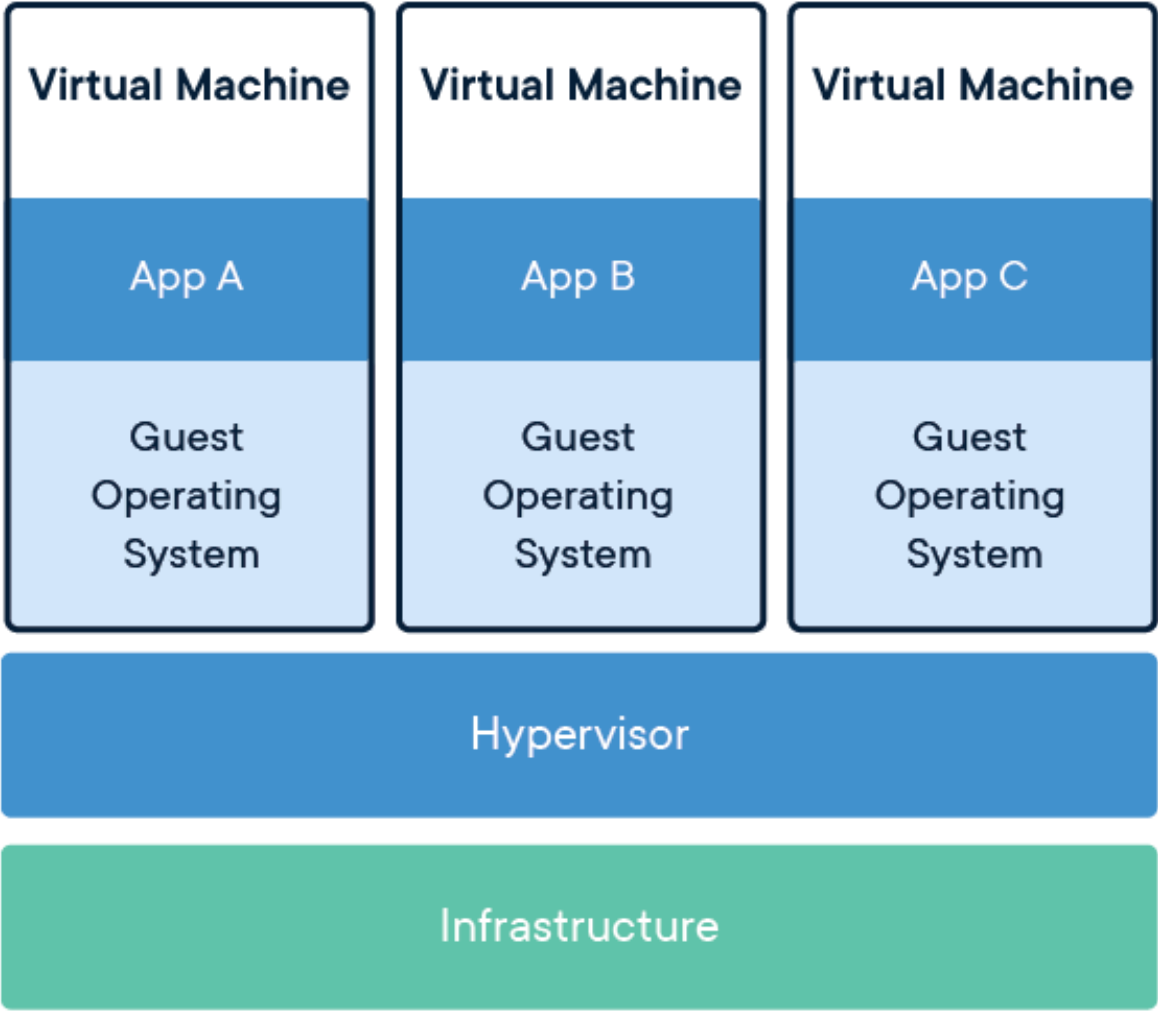 Virtual Machine
Virtual Machine
Virtual Machine
App A
App B
App C
Guest
Operating
System
Guest
Operating
System
Guest
Operating
System
Hypervisor
Infrastructure